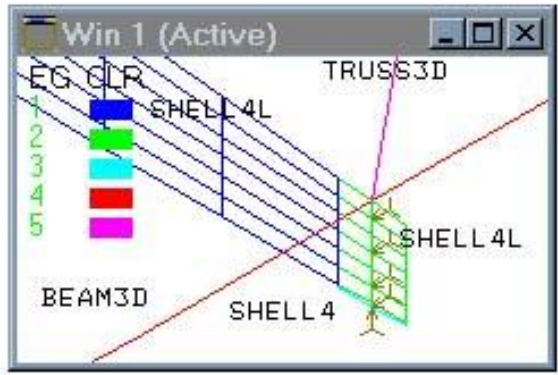 Win 1 (Active)
EG CLR
TRUSS3D
1 SHELL4L
2
3
4
5
SHELL4L
BEAM3D
SHELL4